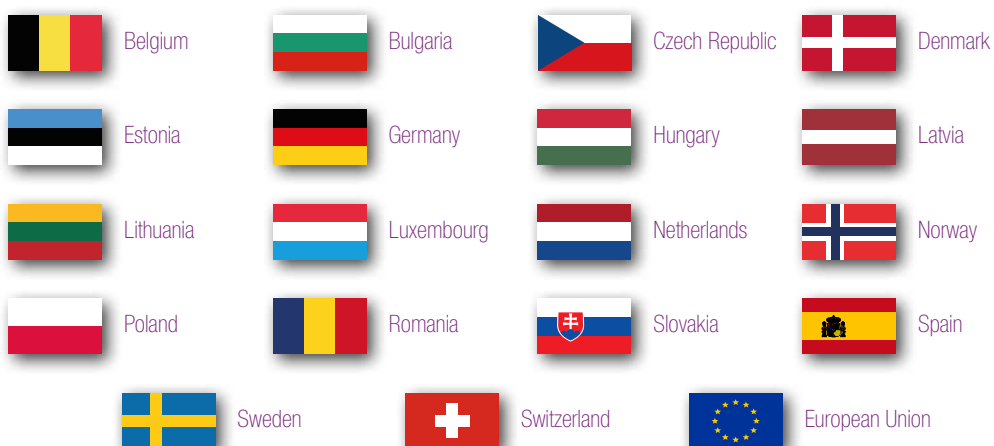 Belgium
Bulgaria
Czech Republic
Denmark
Estonia
Germany
Hungary
Latvia
Lithuania
Luxembourg
Netherlands
Norway
Poland
Romania
Slovakia
Spain
Sweden
Switzerland
European Union